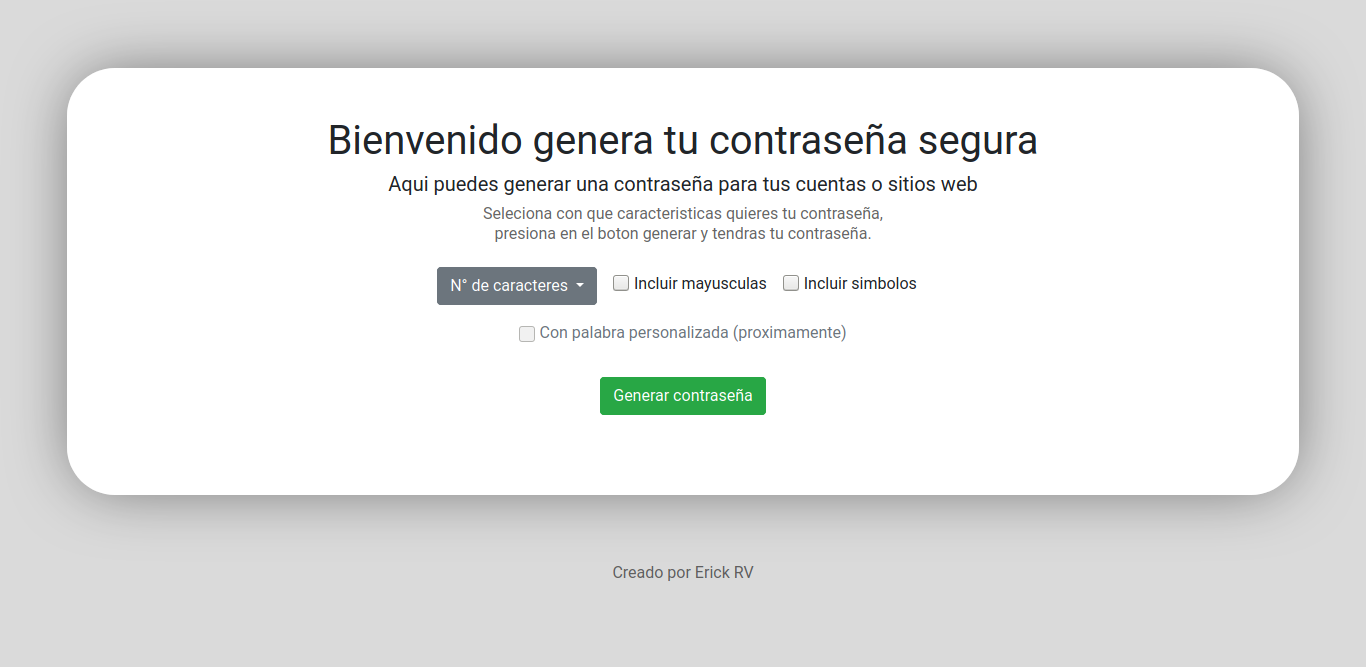 Bienvenido genera tu contraseña segura
Aqui puedes generar una contraseña para tus cuentas o sitios web
Seleciona con que caracteristicas quieres tu contraseña,
presiona en el boton generar y tendras tu contraseña.
N° de caracteres Incluir mayusculas Incluir simbolos
Con palabra personalizada (proximamente)
Generar contraseña
Creado por Erick RV